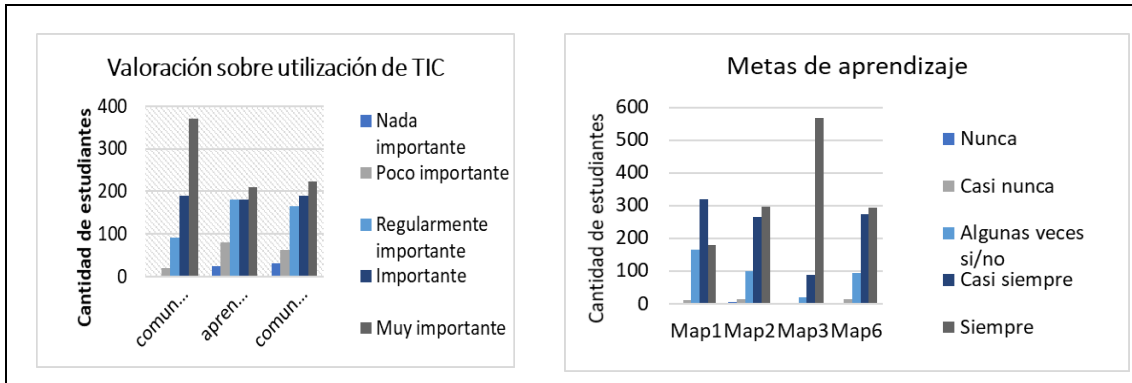 Valoración sobre utilización de TIC
Cantidad de estudiantes
400
300
200
100
0
comun...
apren...
comun...
Nada
importante
Poco importante
Regularmente
importante
Importante
Muy importante
Metas de aprendizaje
Cantidad de estudiantes
600
500
400
300
200
100
0
Map1 Map2 Map3 Map6
Nunca
Casi nunca
Algunas veces
si/no
Casi siempre
Siempre